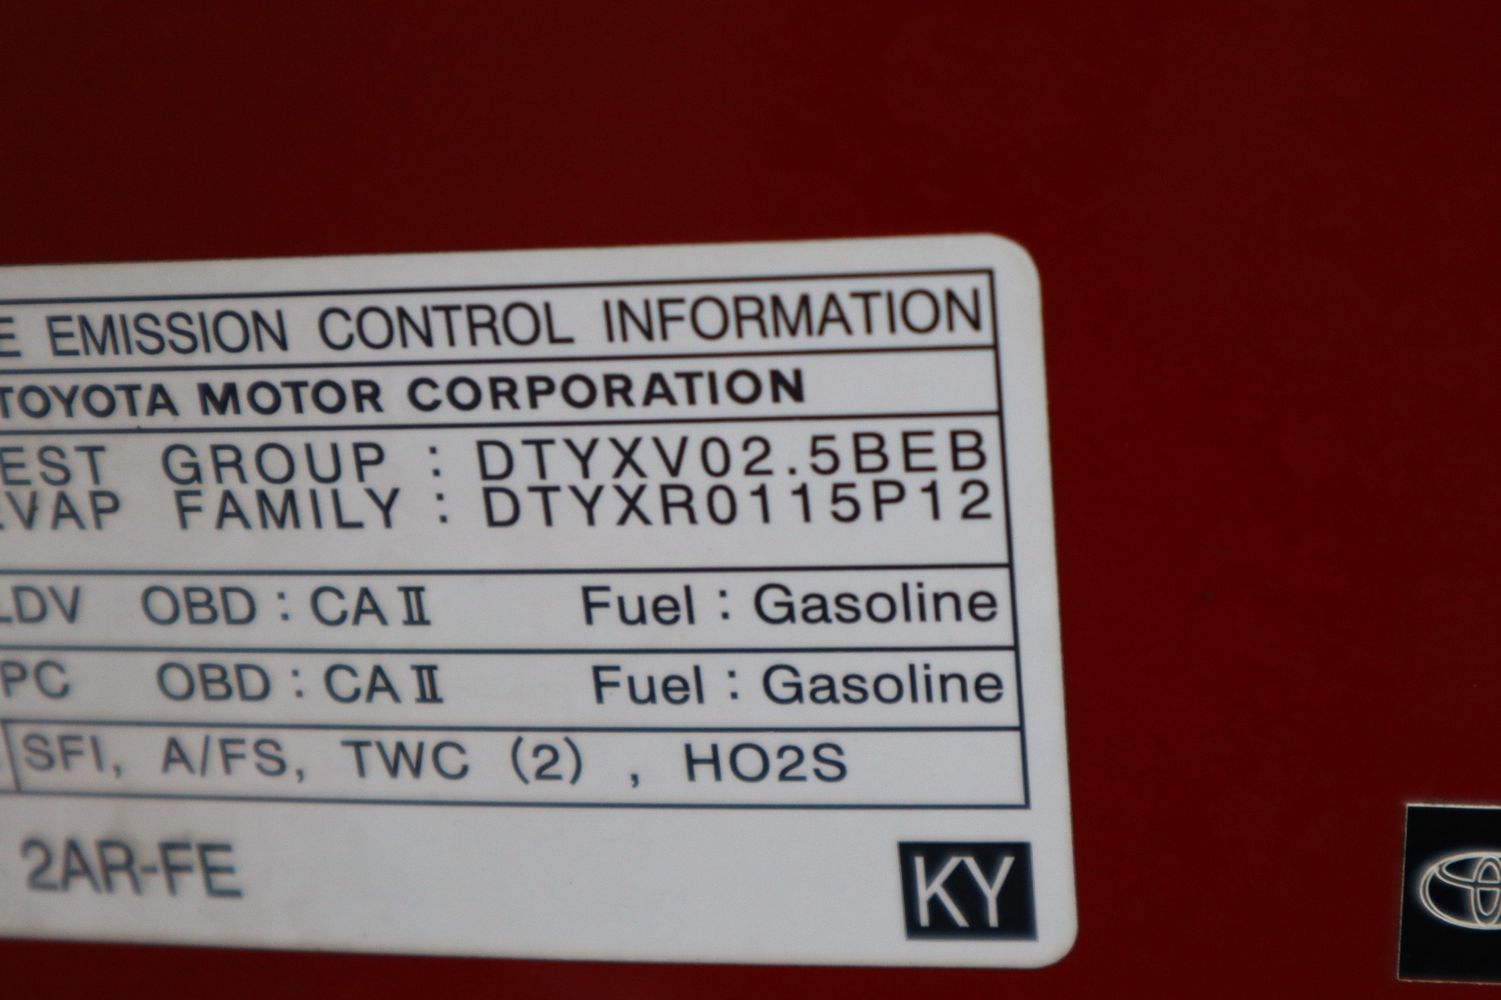 E EMISSION CONTROL INFORMATION
TOYOTA MOTOR CORPORATION
EST GROUP : DTYXV02.5BEB
VAP FAMILY : DTYXR0115P12
LDV OBD : CA II Fuel : Gasoline
PC OBD : CA II Fuel : Gasoline
SFI, A/FS, TWC (2) , HO2S
2AR-FE
KY